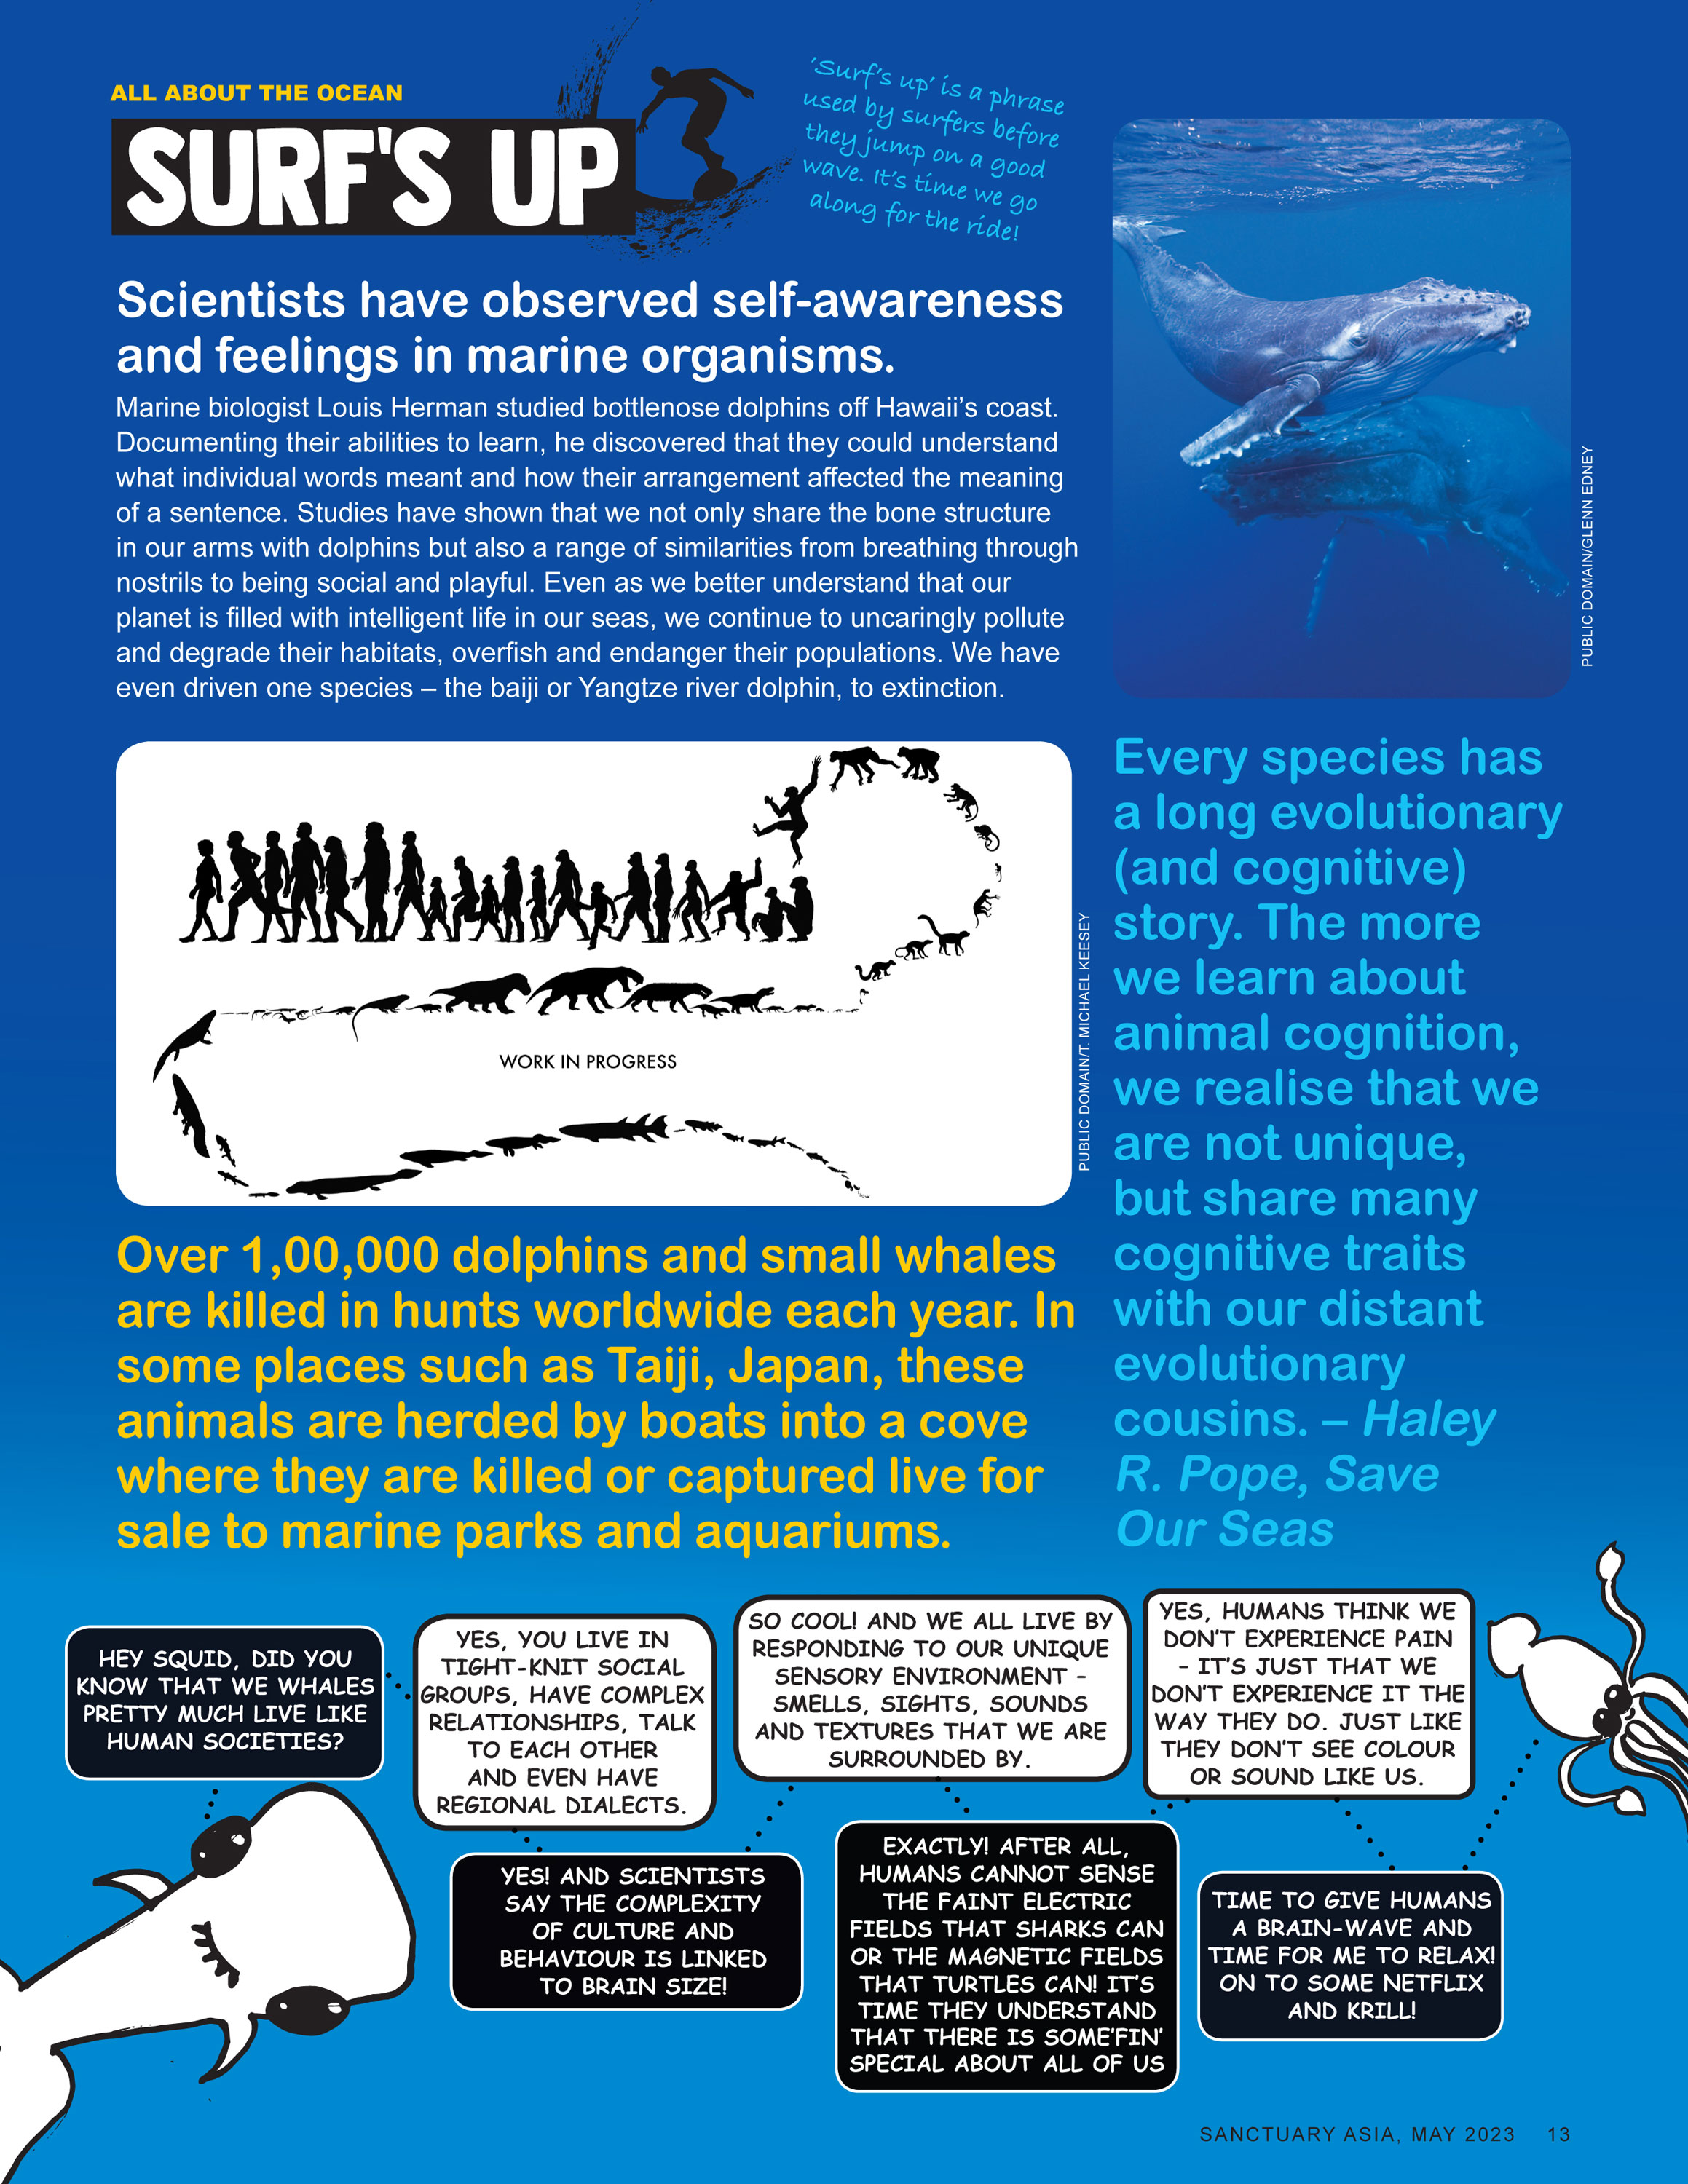 ALL ABOUT THE OCEAN
SURF'S UP
'Surf's up' is a phrase
used by surfers before
they jump on a good
wave. It's time we go
along for the ride!
Scientists have observed self-awareness
and feelings in marine organisms.
Marine biologist Louis Herman studied bottlenose dolphins off Hawaii's coast.
Documenting their abilities to learn, he discovered that they could understand
what individual words meant and how their arrangement affected the meaning
of a sentence. Studies have shown that we not only share the bone structure
in our arms with dolphins but also a range of similarities from breathing through
nostrils to being social and playful. Even as we better understand that our
planet is filled with intelligent life in our seas, we continue to uncaringly pollute
and degrade their habitats, overfish and endanger their populations. We have
even driven one species – the baiji or Yangtze river dolphin, to extinction.
PUBLIC DOMAIN/GLENN EDNEY
WORK IN PROGRESS
PUBLIC DOMAIN/T. MICHAEL KEESEY
Every species has
a long evolutionary
(and cognitive)
story. The more
we learn about
animal cognition,
we realise that we
are not unique,
but share many
cognitive traits
with our distant
evolutionary
cousins. – Haley
R. Pope, Save
Our Seas
Over 1,00,000 dolphins and small whales
are killed in hunts worldwide each year. In
some places such as Taiji, Japan, these
animals are herded by boats into a cove
where they are killed or captured live for
sale to marine parks and aquariums.
HEY SQUID, DID YOU
KNOW THAT WE WHALES
PRETTY MUCH LIVE LIKE
HUMAN SOCIETIES?
YES, YOU LIVE IN
TIGHT-KNIT SOCIAL
GROUPS, HAVE COMPLEX
RELATIONSHIPS, TALK
TO EACH OTHER
AND EVEN HAVE
REGIONAL DIALECTS.
YES! AND SCIENTISTS
SAY THE COMPLEXITY
OF CULTURE AND
BEHAVIOUR IS LINKED
TO BRAIN SIZE!
SO COOL! AND WE ALL LIVE BY
RESPONDING TO OUR UNIQUE
SENSORY ENVIRONMENT -
SMELLS, SIGHTS, SOUNDS
AND TEXTURES THAT WE ARE
SURROUNDED BY.
EXACTLY! AFTER ALL,
HUMANS CANNOT SENSE
THE FAINT ELECTRIC
FIELDS THAT SHARKS CAN
OR THE MAGNETIC FIELDS
THAT TURTLES CAN! IT'S
TIME THEY UNDERSTAND
THAT THERE IS SOME'FIN'
SPECIAL ABOUT ALL OF US
YES, HUMANS THINK WE
DON'T EXPERIENCE PAIN
- IT'S JUST THAT WE
DON'T EXPERIENCE IT THE
WAY THEY DO. JUST LIKE
THEY DON'T SEE COLOUR
OR SOUND LIKE US.
TIME TO GIVE HUMANS
A BRAIN-WAVE AND
TIME FOR ME TO RELAX!
ON TO SOME NETFLIX
AND KRILL!
SANCTUARY ASIA, MAY 2023 13